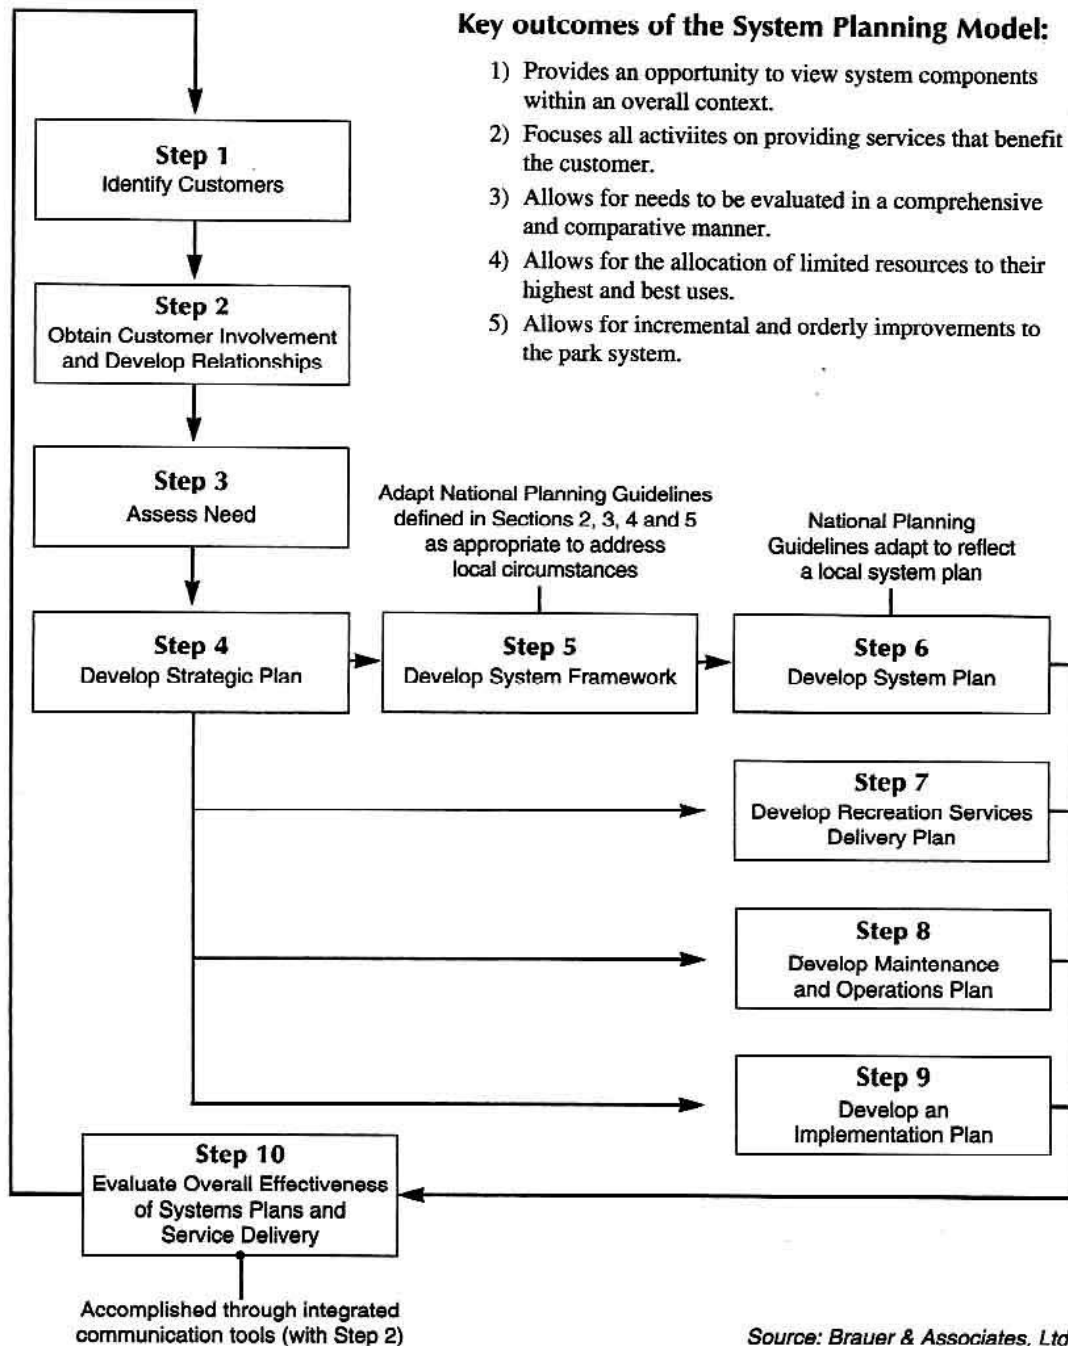 Key outcomes of the System Planning Model:
1) Provides an opportunity to view system components
within an overall context.
2) Focuses all activiites on providing services that benefit
the customer.
3) Allows for needs to be evaluated in a comprehensive
and comparative manner.
4) Allows for the allocation of limited resources to their
highest and best uses.
5) Allows for incremental and orderly improvements to
the park system.
Step 1
Identify Customers
Step 2
Obtain Customer Involvement
and Develop Relationships
Step 3
Assess Need
Step 4
Develop Strategic Plan
Adapt National Planning Guidelines
defined in Sections 2, 3, 4 and 5
as appropriate to address
local circumstances
Step 5
Develop System Framework
National Planning
Guidelines adapt to reflect
a local system plan
Step 6
Develop System Plan
Step 7
Develop Recreation Services
Delivery Plan
Step 8
Develop Maintenance
and Operations Plan
Step 9
Develop an
Implementation Plan
Step 10
Evaluate Overall Effectiveness
of Systems Plans and
Service Delivery
Accomplished through integrated
communication tools (with Step 2)
Source: Brauer & Associates, Ltd